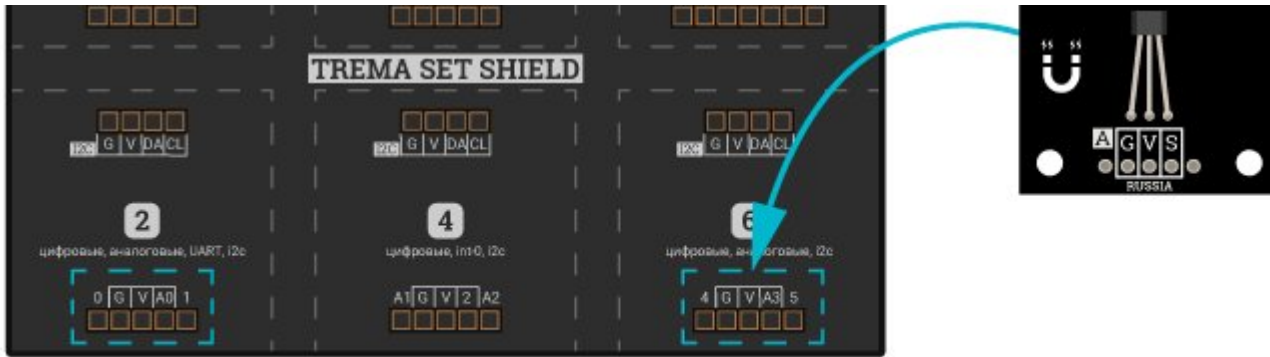 TREMA SET SHIELD
I2C G V DA CL
I2C G V DA CL
I2C G V DA CL
A G V S
RUSSIA
2
4
6
цифровые, аналоговые, UART, i2c
цифровые, int-0, i2c
цифровые, аналоговые, i2c
0 G V A0 1
A1 G V 2 A2
4 G V A3 5